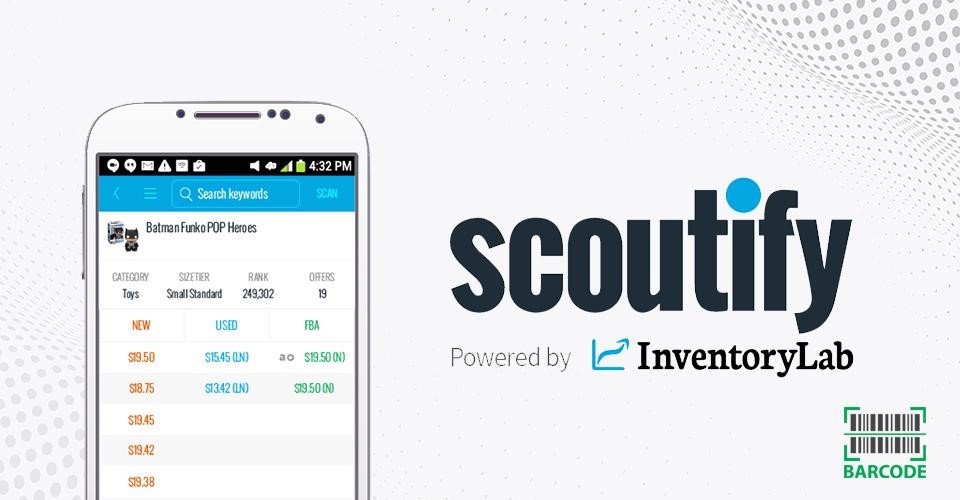 4:32 PM
Search keywords
SCAN
Batman Funko POP Heroes
CATEGORY SIZETIER RANK OFFERS
Toys Small Standard 249,302 19
NEW USED FBA
$19.50 $15.45 (LN) ao $19.50 (N)
$18.75 $13.42 (LN) $19.50 (N)
$19.45
$19.42
$19.38
scoutify
Powered by InventoryLab
BARCODE